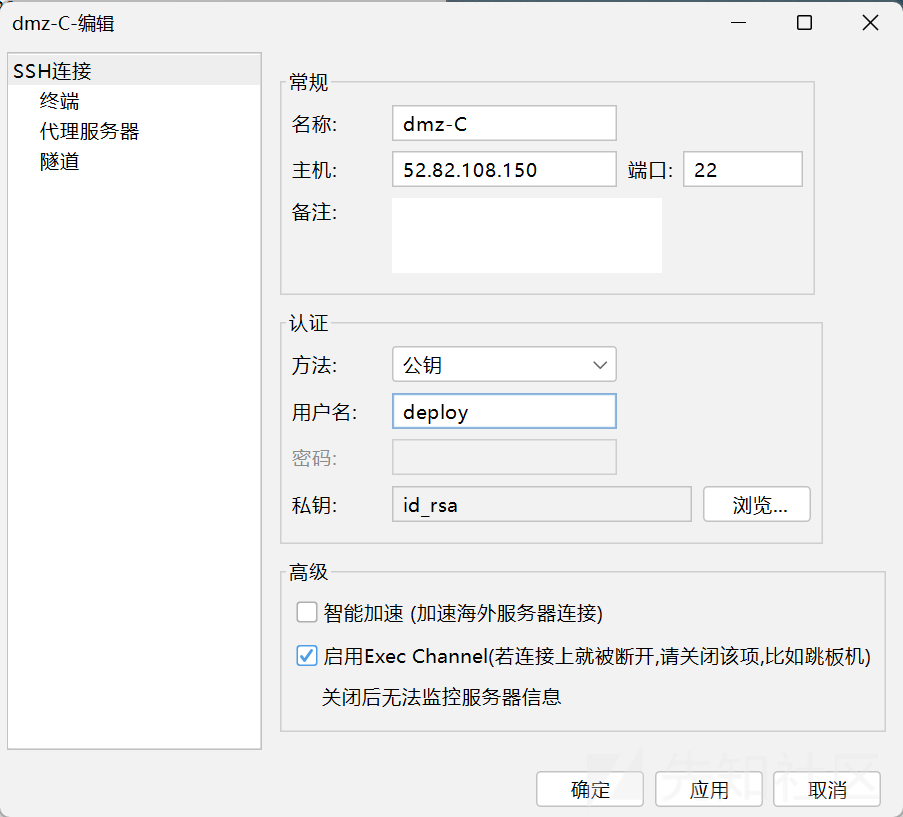 dmz-C-编辑
SSH连接
终端
代理服务器
隧道
常规
名称: dmz-C
主机: 52.82.108.150 端口: 22
备注:
认证
方法: 公钥
用户名: deploy
密码:
私钥: id_rsa 浏览...
高级
智能加速 (加速海外服务器连接)
启用Exec Channel(若连接上就被断开,请关闭该项,比如跳板机)
关闭后无法监控服务器信息
先知社区
确定 应用 取消